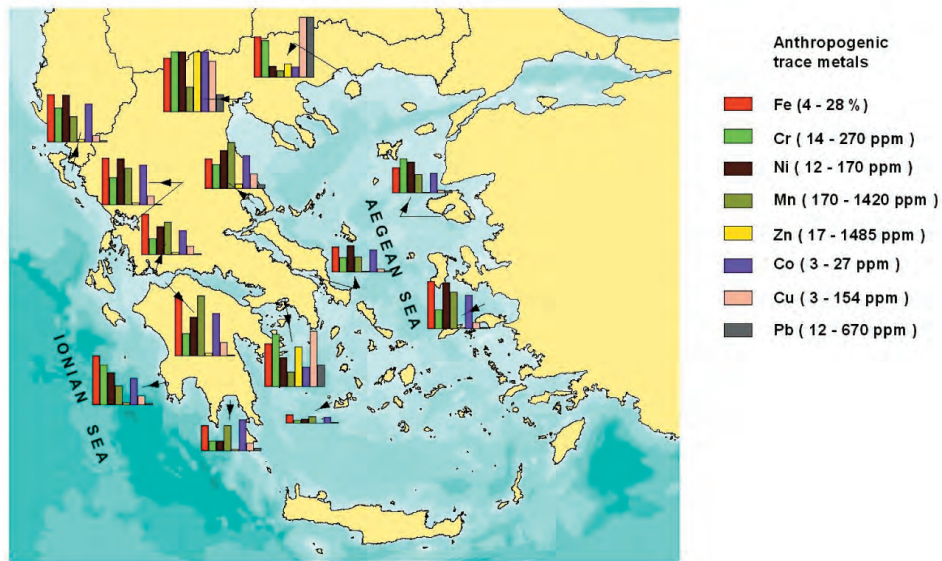 Anthropogenic
trace metals
Fe ( 4 - 28 % )
Cr ( 14 - 270 ppm )
Ni ( 12 - 170 ppm )
Mn ( 170 - 1420 ppm )
Zn ( 17 - 1485 ppm )
Co ( 3 - 27 ppm )
Cu ( 3 - 154 ppm )
Pb ( 12 - 670 ppm )
AEGEAN SEA
IONIAN SEA